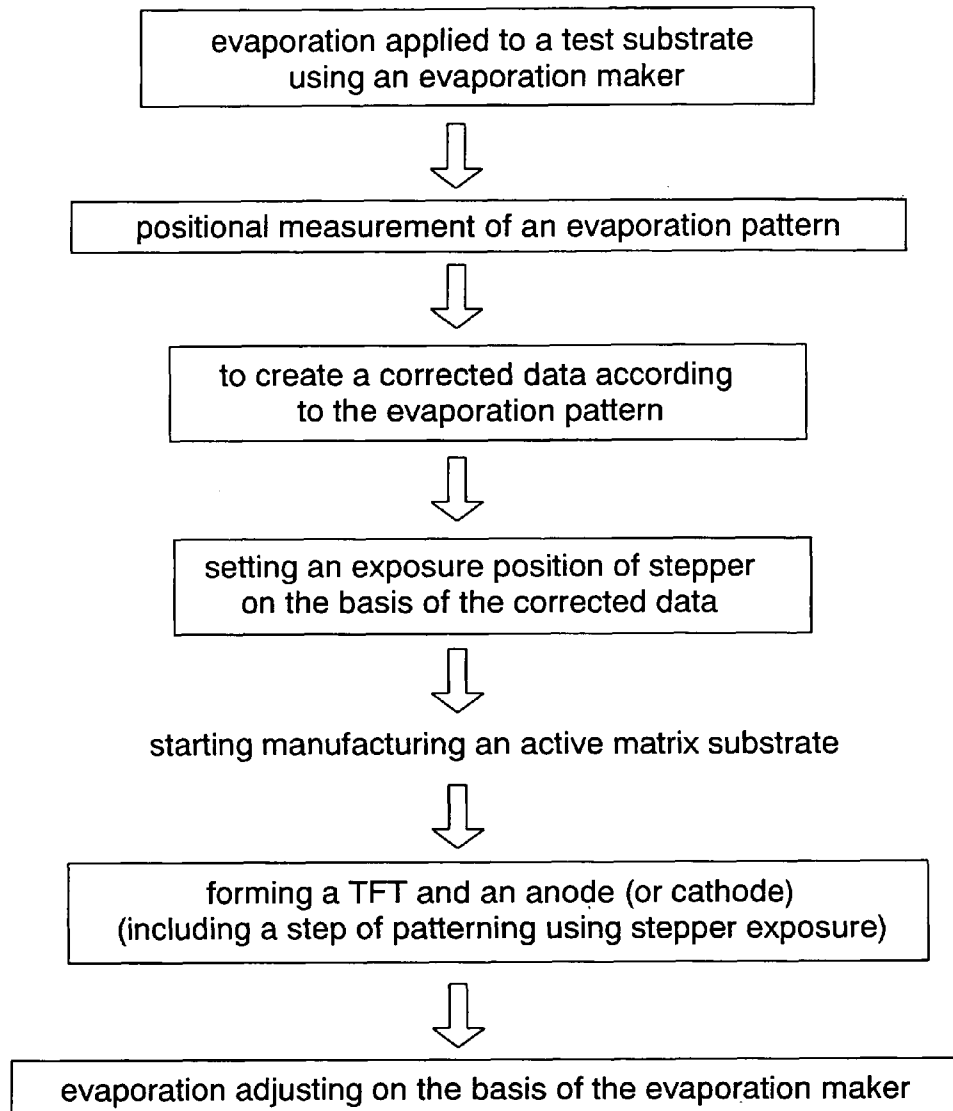 evaporation applied to a test substrate
using an evaporation maker
positional measurement of an evaporation pattern
to create a corrected data according
to the evaporation pattern
setting an exposure position of stepper
on the basis of the corrected data
starting manufacturing an active matrix substrate
forming a TFT and an anode (or cathode)
(including a step of patterning using stepper exposure)
evaporation adjusting on the basis of the evaporation maker